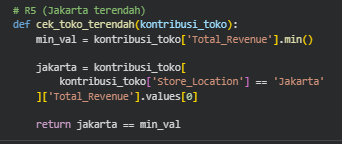 # R5 (Jakarta terendah)
def cek_toko_terendah(kontribusi_toko):
    min_val = kontribusi_toko['Total_Revenue'].min()

    jakarta = kontribusi_toko[
        kontribusi_toko['Store_Location'] == 'Jakarta'
    ]['Total_Revenue'].values[0]

    return jakarta == min_val